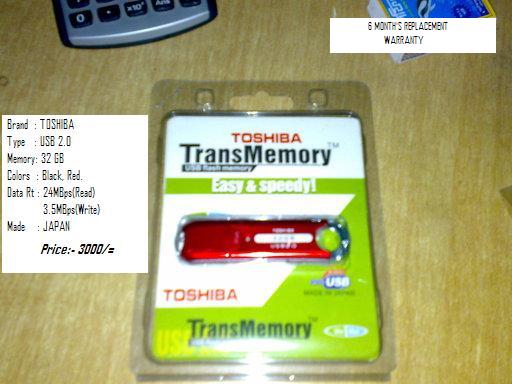 6 MONTH'S REPLACEMENT
WARRANTY
Brand : TOSHIBA
Type : USB 2.0
Memory: 32 GB
Colors : Black, Red.
Data Rt : 24MBps(Read)
3.5MBps(Write)
Made : JAPAN
Price:- 3000/=
TOSHIBA
TransMemory™
USB flash memory
Easy & speedy!
TOSHIBA
USB
MADE IN JAPAN
TOSHIBA
TransMemory™